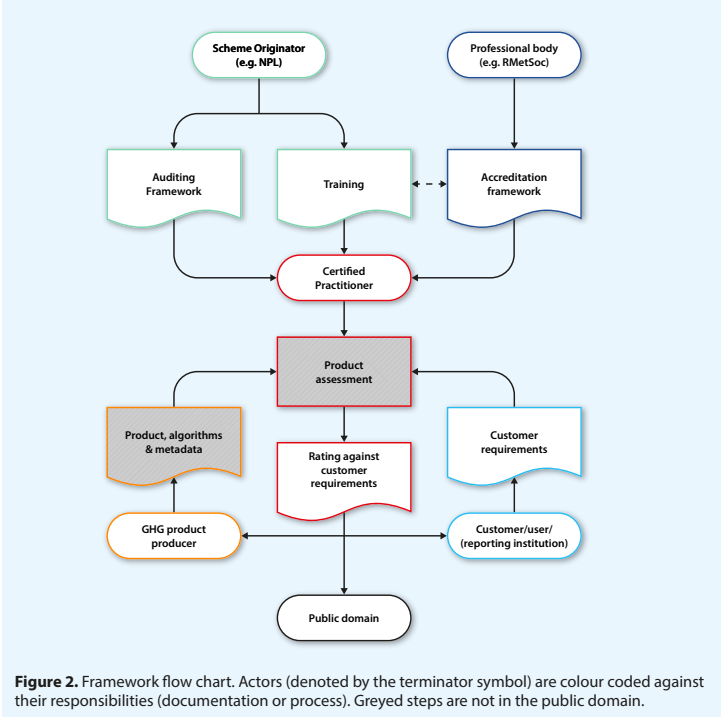 Scheme Originator
(e.g. NPL)
Professional body
(e.g. RMetSoc)
Auditing
Framework
Training
Accreditation
framework
Certified
Practitioner
Product
assessment
Product, algorithms
& metadata
Rating against
customer
requirements
Customer
requirements
GHG product
producer
Customer/user/
(reporting institution)
Public domain
Figure 2. Framework flow chart. Actors (denoted by the terminator symbol) are colour coded against
their responsibilities (documentation or process). Greyed steps are not in the public domain.